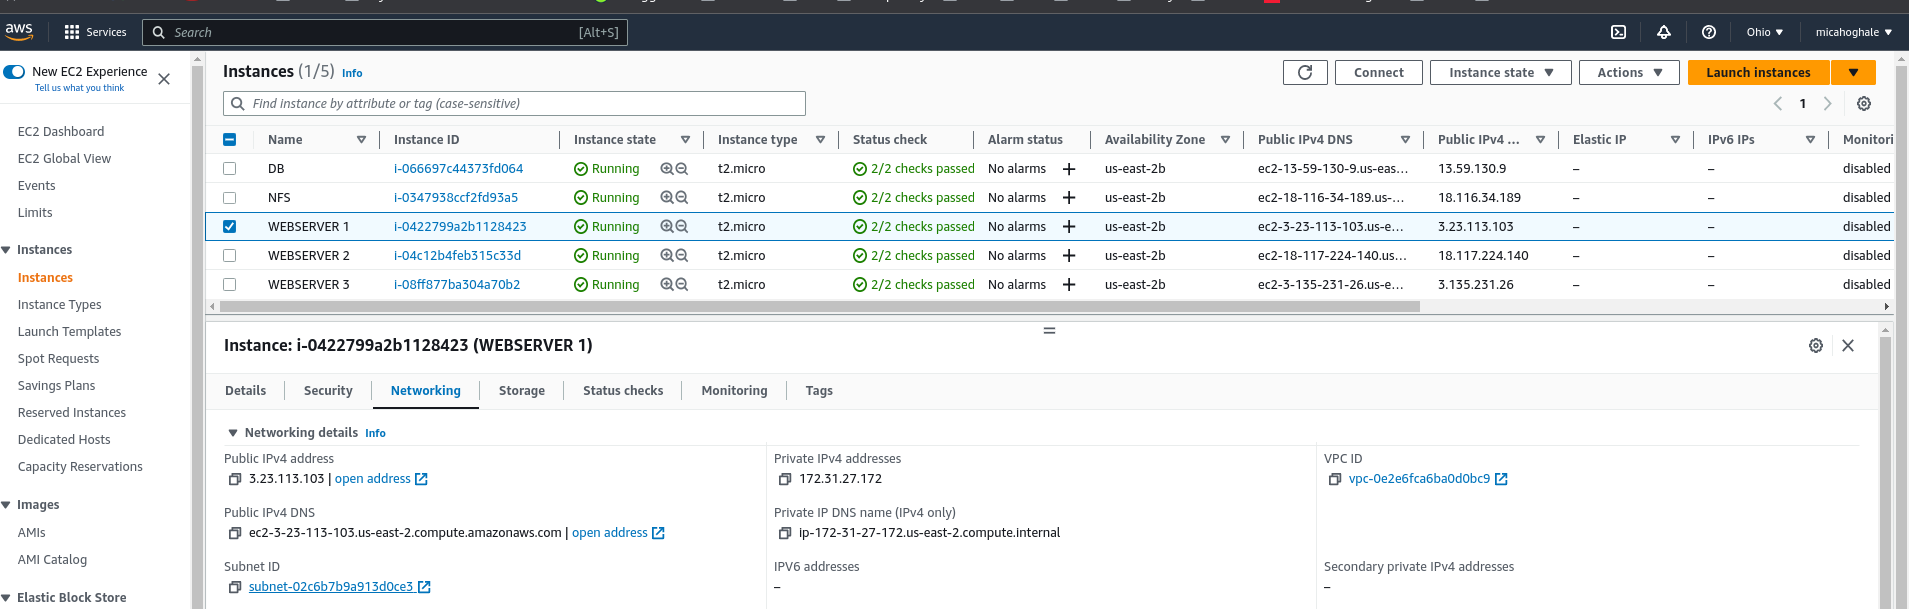 aws
Services
Search
[Alt+S]
Ohio
micahoghale
New EC2 Experience
Tell us what you think
EC2 Dashboard
EC2 Global View
Events
Limits
Instances
Instances
Instance Types
Launch Templates
Spot Requests
Savings Plans
Reserved Instances
Dedicated Hosts
Capacity Reservations
Images
AMIs
AMI Catalog
Elastic Block Store
Instances (1/5) Info
Connect
Instance state
Actions
Launch instances
Find instance by attribute or tag (case-sensitive)
1
Name Instance ID Instance state Instance type Status check Alarm status Availability Zone Public IPv4 DNS Public IPv4 ... Elastic IP IPv6 IPs Monitori
DB i-066697c44373fd064 Running t2.micro 2/2 checks passed No alarms + us-east-2b ec2-13-59-130-9.us-eas... 13.59.130.9 – – disabled
NFS i-0347938ccf2fd93a5 Running t2.micro 2/2 checks passed No alarms + us-east-2b ec2-18-116-34-189.us-... 18.116.34.189 – – disabled
WEBSERVER 1 i-0422799a2b1128423 Running t2.micro 2/2 checks passed No alarms + us-east-2b ec2-3-23-113-103.us-e... 3.23.113.103 – – disabled
WEBSERVER 2 i-04c12b4feb315c33d Running t2.micro 2/2 checks passed No alarms + us-east-2b ec2-18-117-224-140.us... 18.117.224.140 – – disabled
WEBSERVER 3 i-08ff877ba304a70b2 Running t2.micro 2/2 checks passed No alarms + us-east-2b ec2-3-135-231-26.us-e... 3.135.231.26 – – disabled
Instance: i-0422799a2b1128423 (WEBSERVER 1)
Details Security Networking Storage Status checks Monitoring Tags
Networking details Info
Public IPv4 address
3.23.113.103 | open address
Private IPv4 addresses
172.31.27.172
VPC ID
vpc-0e2e6fca6ba0d0bc9
Public IPv4 DNS
ec2-3-23-113-103.us-east-2.compute.amazonaws.com | open address
Private IP DNS name (IPv4 only)
ip-172-31-27-172.us-east-2.compute.internal
Subnet ID
subnet-02c6b7b9a913d0ce3
IPV6 addresses
–
Secondary private IPv4 addresses
–